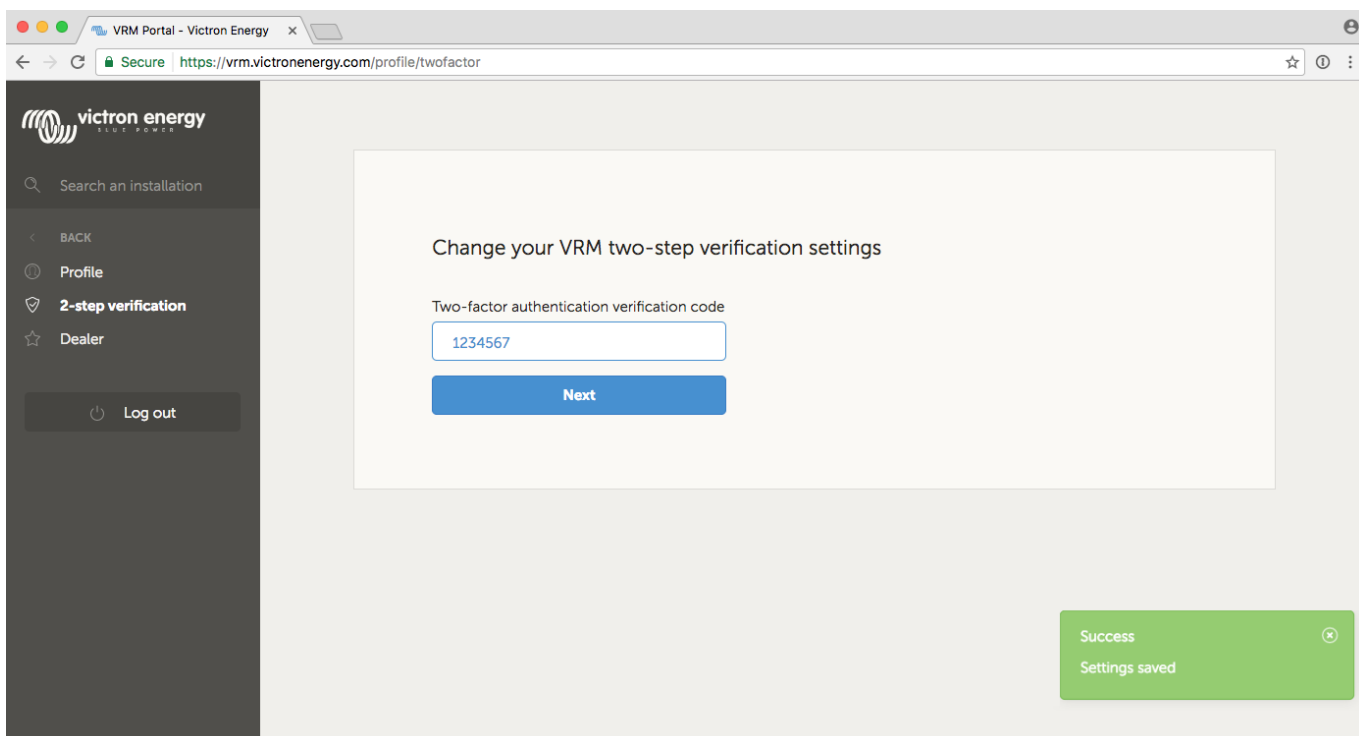 VRM Portal - Victron Energy
Secure https://vrm.victronenergy.com/profile/twofactor
victron energy
BLUE POWER
Search an installation
BACK
Profile
2-step verification
Dealer
Log out
Change your VRM two-step verification settings
Two-factor authentication verification code
1234567
Next
Success
Settings saved